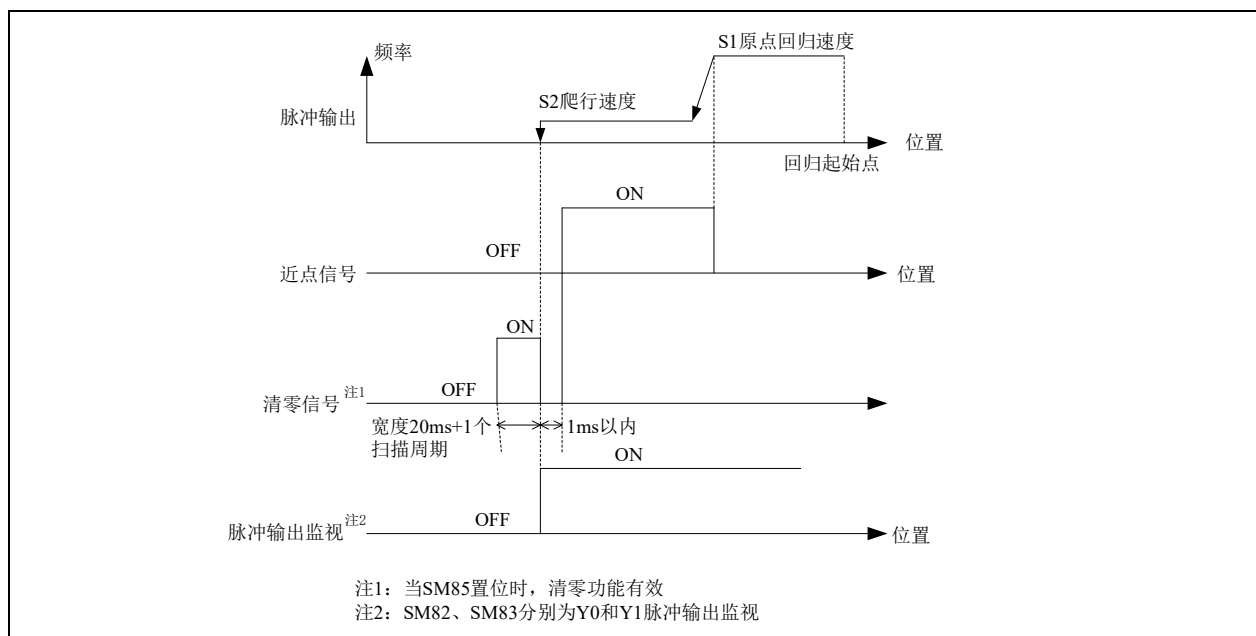 S1原点回归速度
频率
S2爬行速度
脉冲输出
位置
回归起始点
ON
OFF
近点信号
位置
ON
OFF
清零信号注1
宽度20ms+1个
扫描周期
1ms以内
ON
OFF
脉冲输出监视注2
位置
注1：当SM85置位时，清零功能有效
注2：SM82、SM83分别为Y0和Y1脉冲输出监视